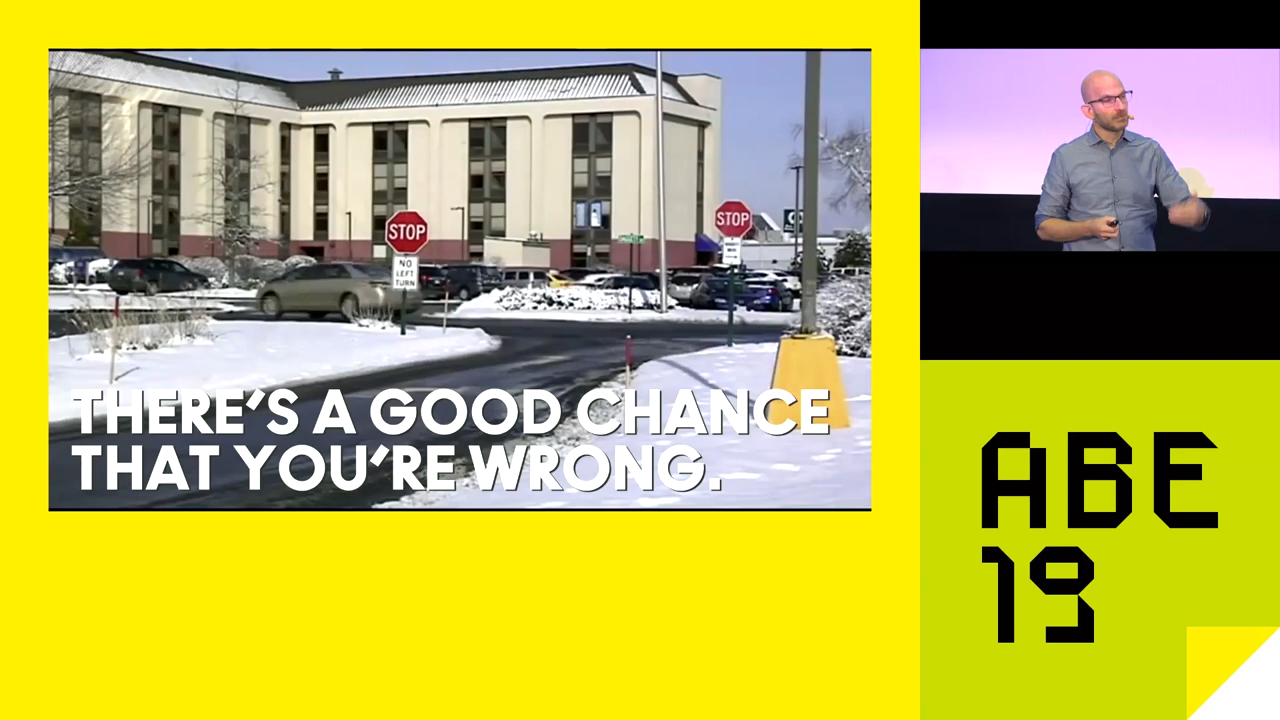 STOP
NO
LEFT
TURN
STOP
THERE'S A GOOD CHANCE
THAT YOU'RE WRONG.
ABE
19